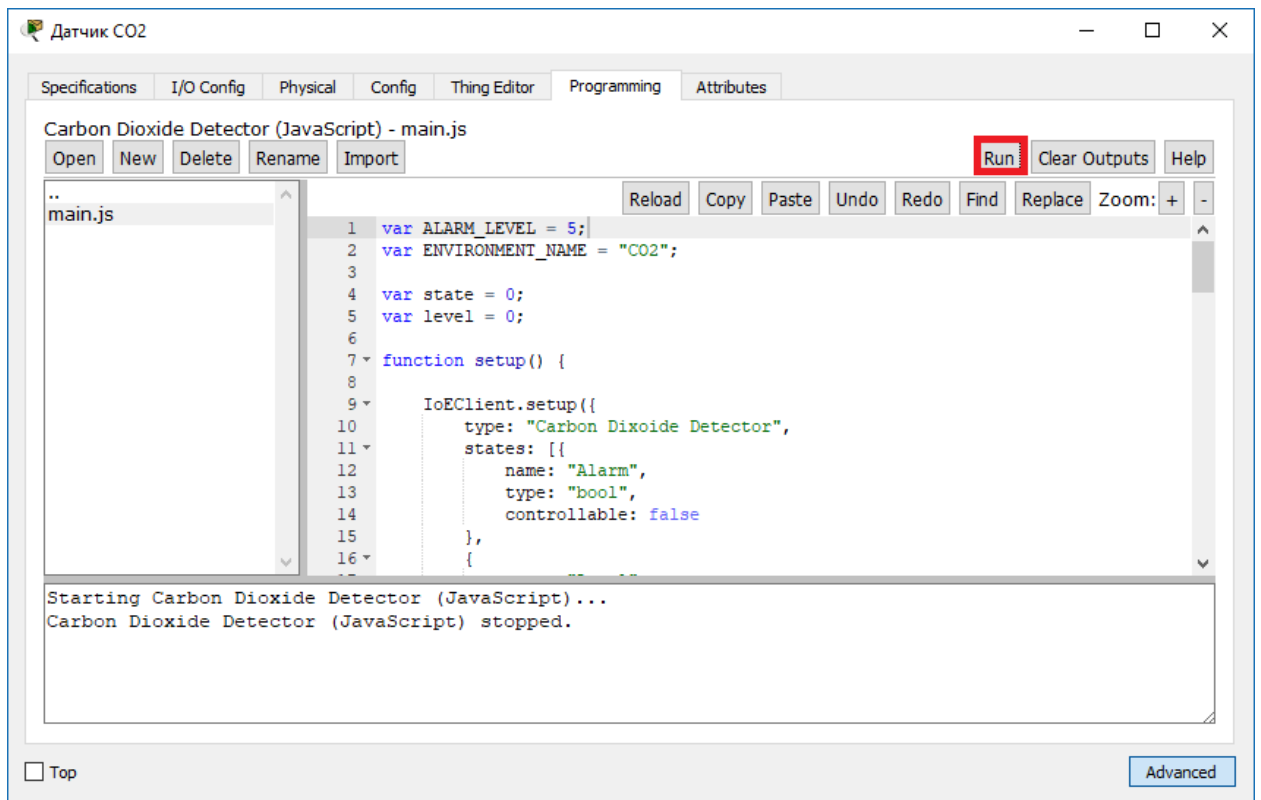 Датчик CO2
Specifications I/O Config Physical Config Thing Editor Programming Attributes
Carbon Dioxide Detector (JavaScript) - main.js
Open New Delete Rename Import Run Clear Outputs Help
Reload Copy Paste Undo Redo Find Replace Zoom: + -
..
main.js
1 var ALARM_LEVEL = 5;
2 var ENVIRONMENT_NAME = "CO2";
3
4 var state = 0;
5 var level = 0;
6
7 function setup() {
8
9 IoEClient.setup({
10 type: "Carbon Dixoide Detector",
11 states: [{
12 name: "Alarm",
13 type: "bool",
14 controllable: false
15 },
16 {
Starting Carbon Dioxide Detector (JavaScript)...
Carbon Dioxide Detector (JavaScript) stopped.
Top
Advanced